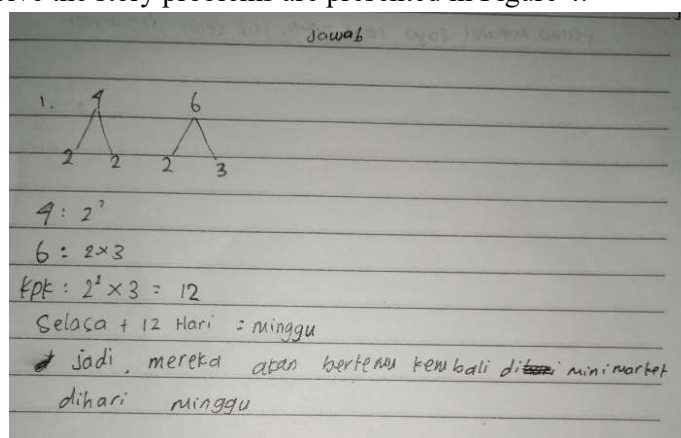 Jawab
1. 4 6
2 2 2 3
4 : 2²
6 : 2×3
KPK : 2² × 3 = 12
Selasa + 12 Hari = minggu
jadi, mereka akan bertemu kembali di minimarket
dihari minggu